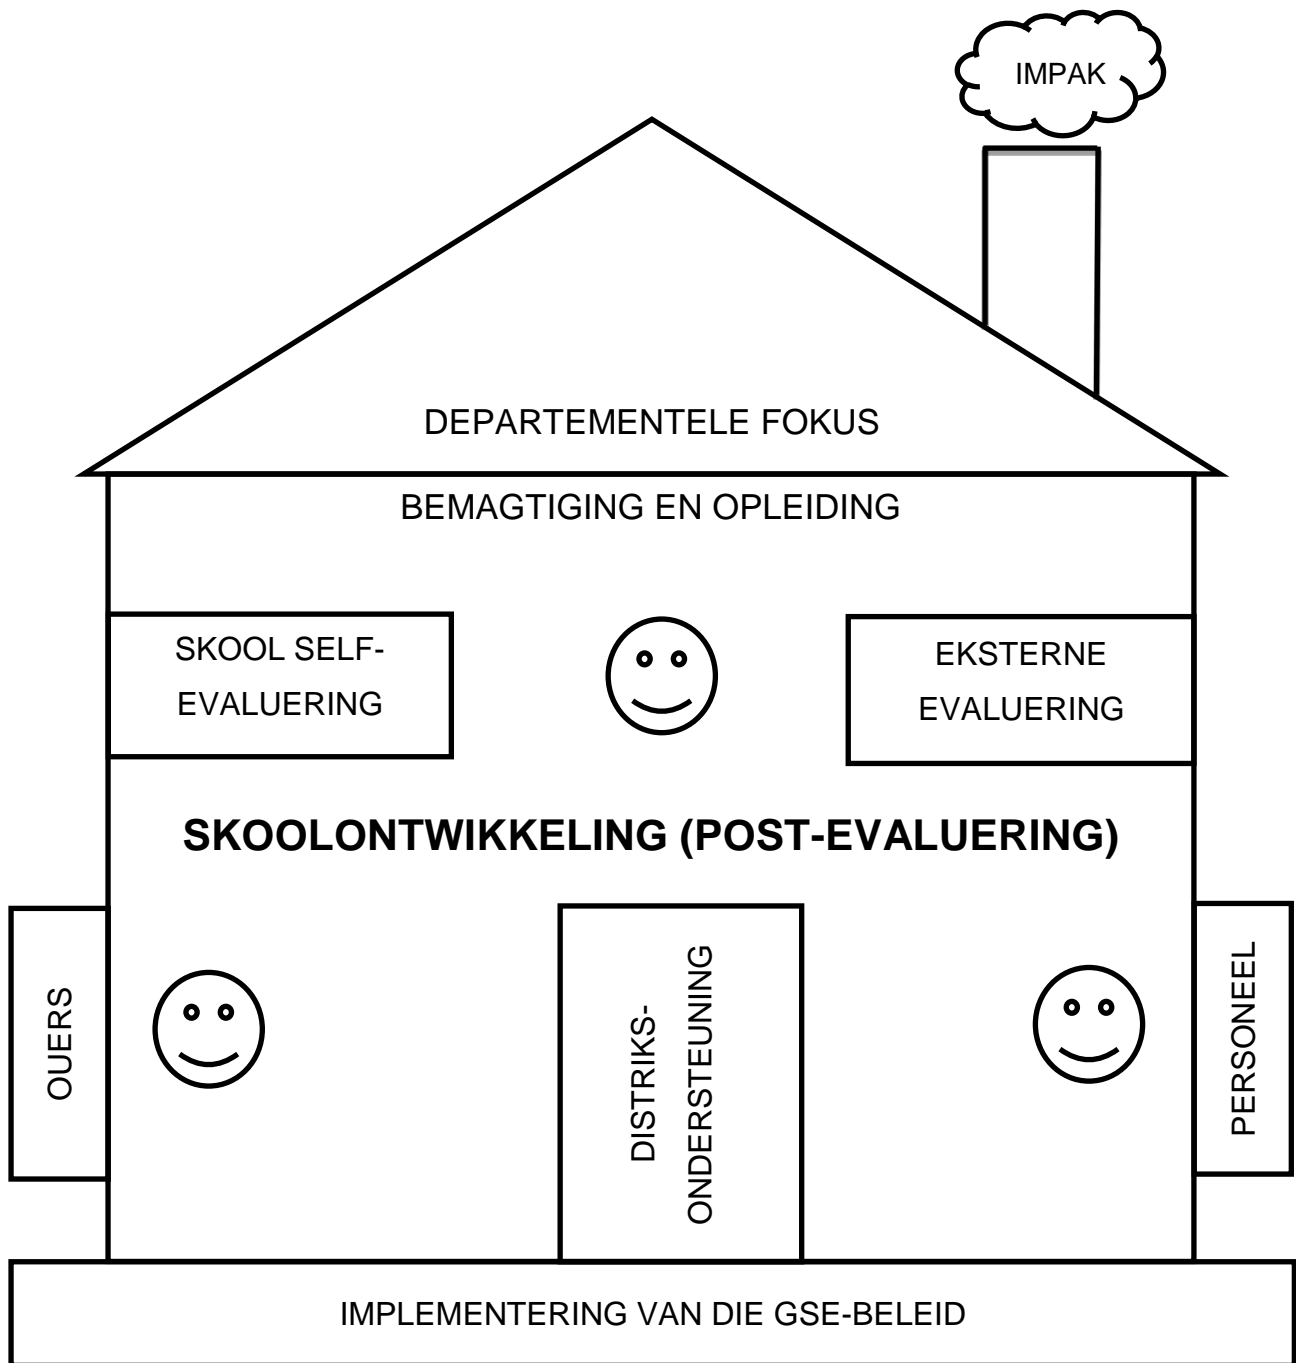 IMPAK
DEPARTEMENTELE FOKUS
BEMAGTIGING EN OPLEIDING
SKOOL SELF-
EVALUERING
EKSTERNE
EVALUERING
SKOOLONTWIKKELING (POST-EVALUERING)
OUERS
DISTRIKS-
ONDERSTEUNING
PERSONEEL
IMPLEMENTERING VAN DIE GSE-BELEID